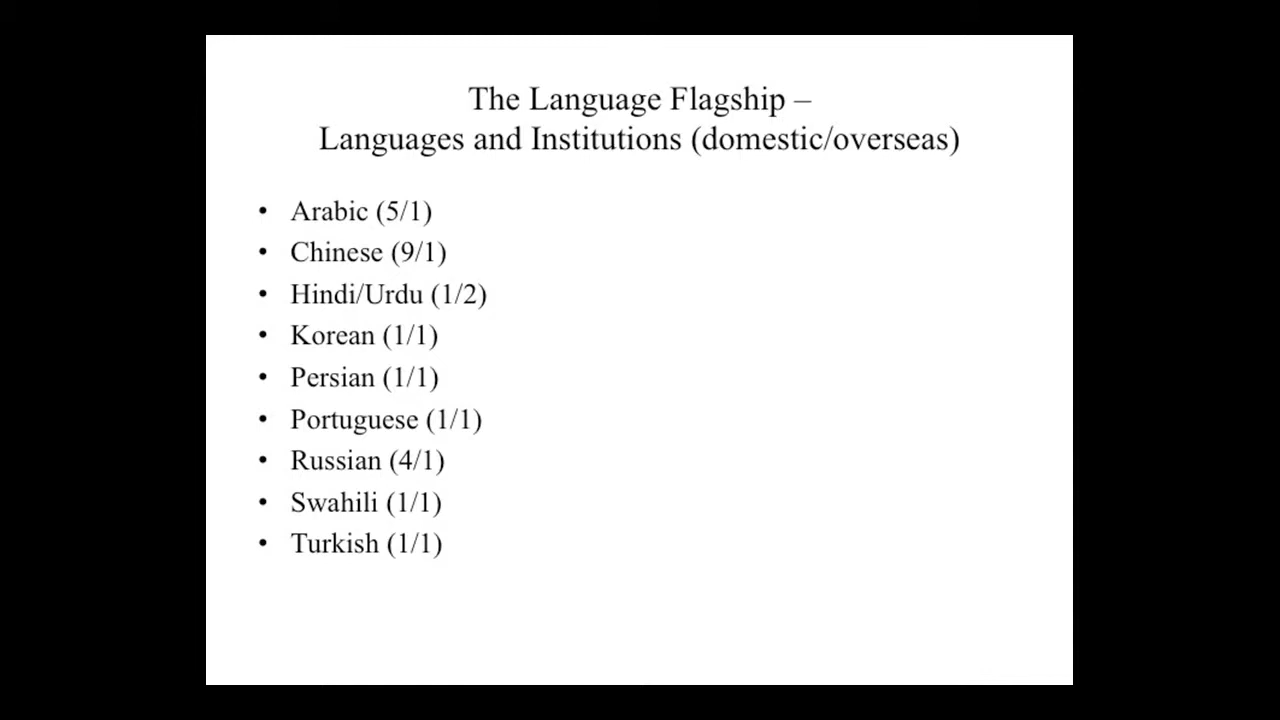 The Language Flagship –
Languages and Institutions (domestic/overseas)
• Arabic (5/1)
• Chinese (9/1)
• Hindi/Urdu (1/2)
• Korean (1/1)
• Persian (1/1)
• Portuguese (1/1)
• Russian (4/1)
• Swahili (1/1)
• Turkish (1/1)